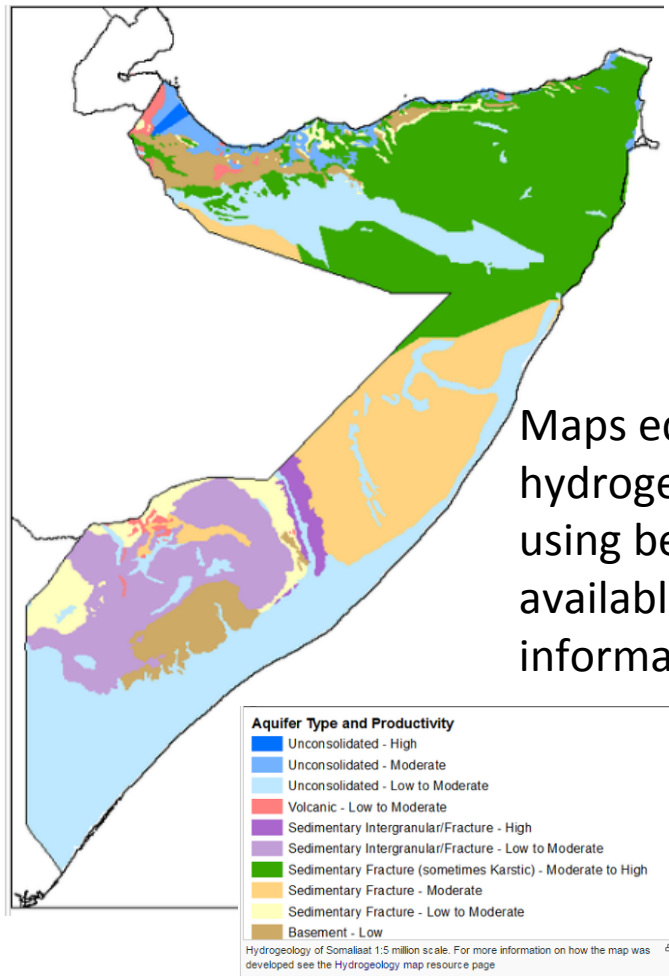 Maps ed
hydroge
using be
availabl
informa
Aquifer Type and Productivity
Unconsolidated - High
Unconsolidated - Moderate
Unconsolidated - Low to Moderate
Volcanic - Low to Moderate
Sedimentary Intergranular/Fracture - High
Sedimentary Intergranular/Fracture - Low to Moderate
Sedimentary Fracture (sometimes Karstic) - Moderate to High
Sedimentary Fracture - Moderate
Sedimentary Fracture - Low to Moderate
Basement - Low
Hydrogeology of Somaliaat 1:5 million scale. For more information on how the map was
developed see the Hydrogeology map resource page